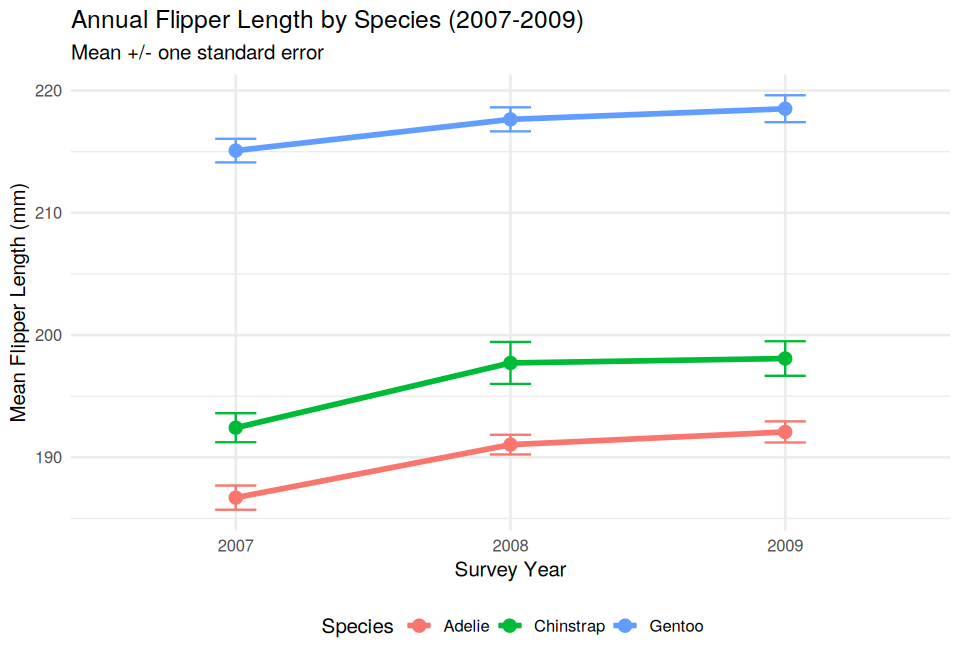 Annual Flipper Length by Species (2007-2009)
Mean +/- one standard error
Mean Flipper Length (mm)
220
210
200
190
2007 2008 2009
Survey Year
Species Adelie Chinstrap Gentoo